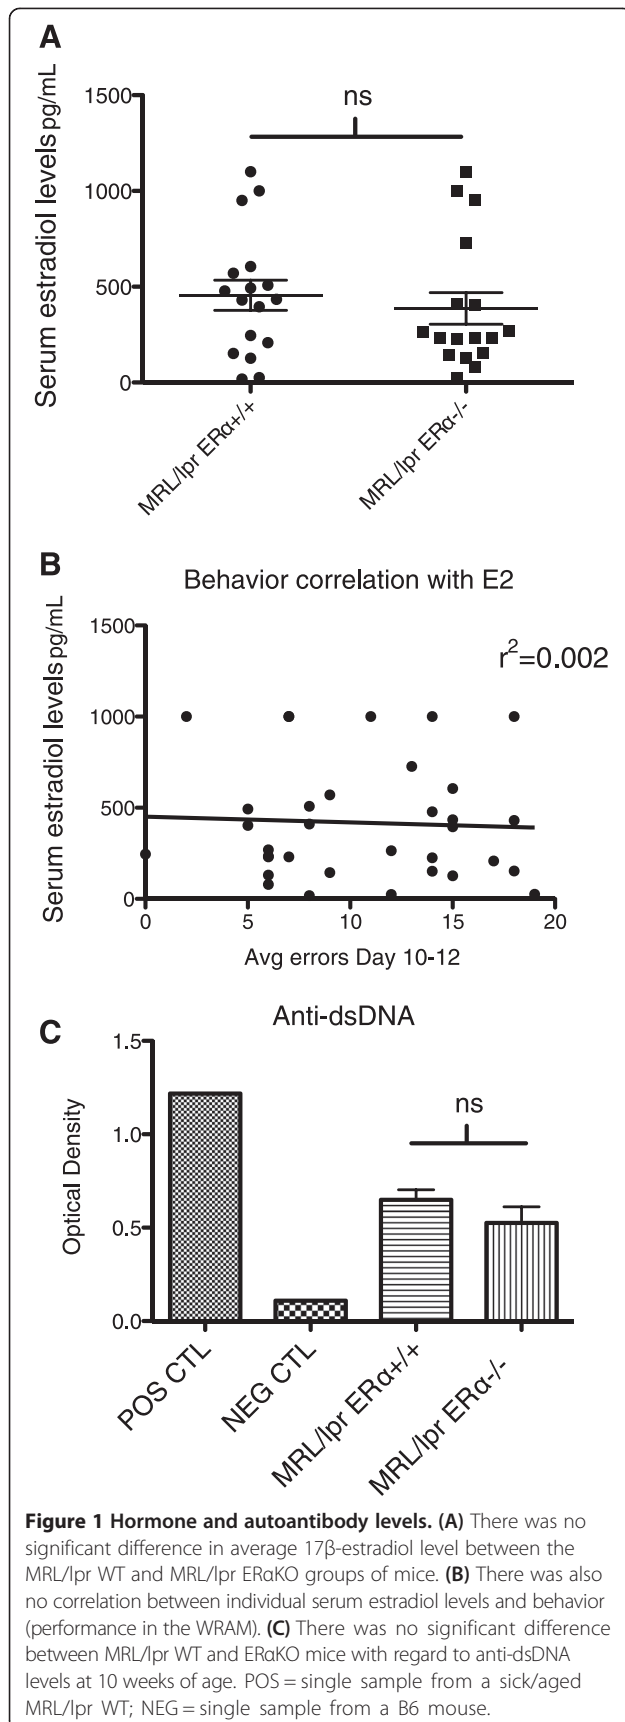 A
ns
1500
1000
500
0
Serum estradiol levels pg/mL
MRL/lpr ERα+/+
MRL/lpr ERα-/-
B
Behavior correlation with E2
r²=0.002
1500
1000
500
0
Serum estradiol levels pg/mL
0 5 10 15 20
Avg errors Day 10-12
C
Anti-dsDNA
ns
1.5
1.0
0.5
0.0
Optical Density
POS CTL
NEG CTL
MRL/lpr ERα+/+
MRL/lpr ERα-/-
Figure 1 Hormone and autoantibody levels. (A) There was no
significant difference in average 17β-estradiol level between the
MRL/lpr WT and MRL/lpr ERαKO groups of mice. (B) There was also
no correlation between individual serum estradiol levels and behavior
(performance in the WRAM). (C) There was no significant difference
between MRL/lpr WT and ERαKO mice with regard to anti-dsDNA
levels at 10 weeks of age. POS = single sample from a sick/aged
MRL/lpr WT; NEG = single sample from a B6 mouse.